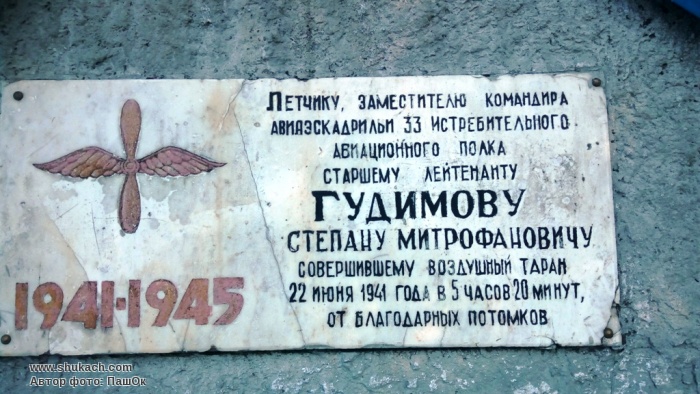 Летчику, заместителю командира
авиаэскадрильи 33 истребительного
авиационного полка
старшему лейтенанту
ГУДИМОВУ
СТЕПАНУ МИТРОФАНОВИЧУ
совершившему воздушный таран
22 июня 1941 года в 5 часов 20 минут,
от благодарных потомков
1941-1945
www.shukach.com
Автор фото: ПашОк